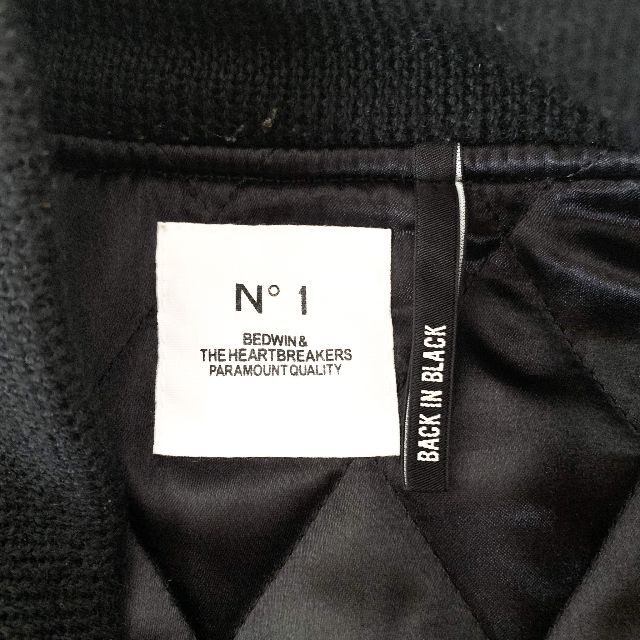 N° 1
BEDWIN &
THE HEARTBREAKERS
PARAMOUNT QUALITY
BACK IN BLACK